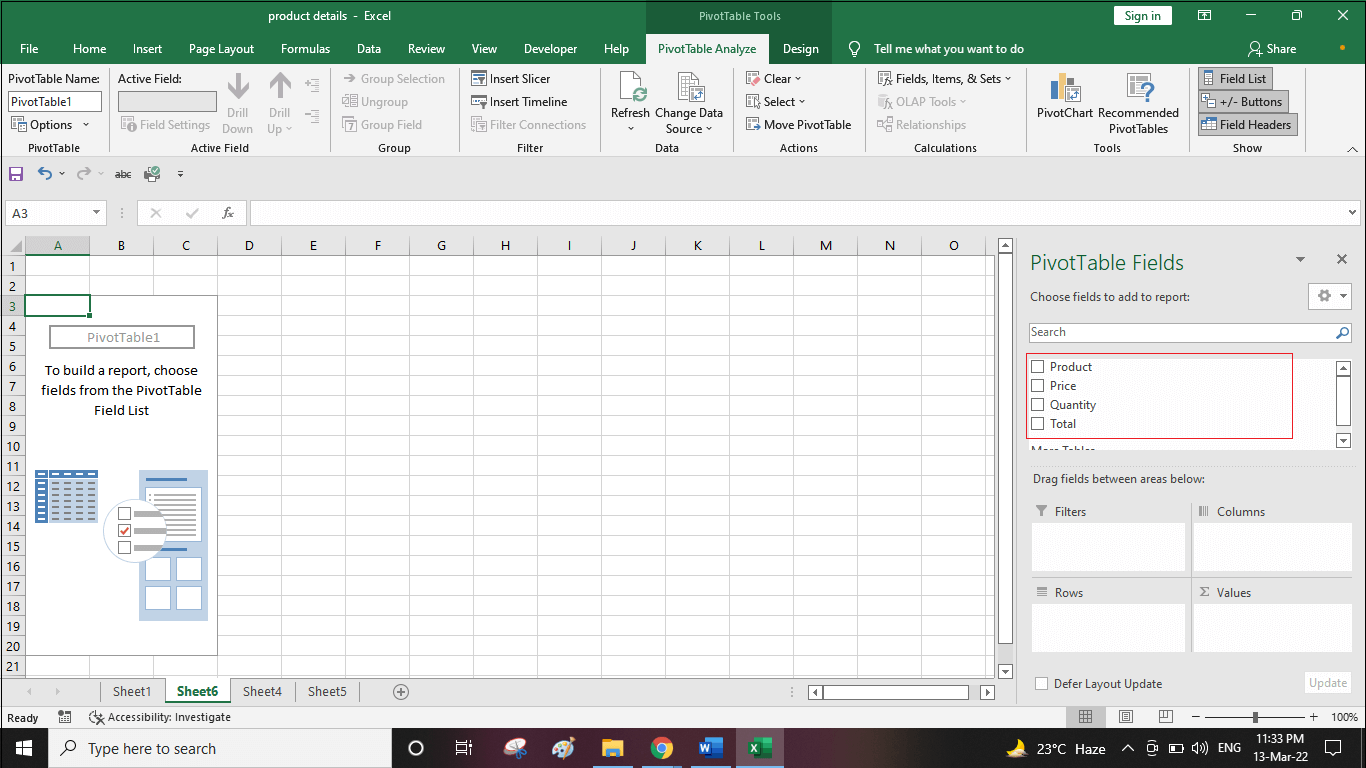 product details - Excel
PivotTable Tools
Sign in
File Home Insert Page Layout Formulas Data Review View Developer Help PivotTable Analyze Design Tell me what you want to do Share
PivotTable Name:
PivotTable1
Options
PivotTable
Active Field:
Field Settings
Drill Down
Drill Up
Active Field
Group Selection
Ungroup
Group Field
Group
Insert Slicer
Insert Timeline
Filter Connections
Filter
Refresh
Change Data Source
Data
Clear
Select
Move PivotTable
Actions
Fields, Items, & Sets
OLAP Tools
Relationships
Calculations
PivotChart
Recommended PivotTables
Tools
Field List
+/- Buttons
Field Headers
Show
abc
A3
fx
A B C D E F G H I J K L M N O
1
2
3
4
5
6
7
8
9
10
11
12
13
14
15
16
17
18
19
20
21
PivotTable1
To build a report, choose
fields from the PivotTable
Field List
PivotTable Fields
Choose fields to add to report:
Search
Product
Price
Quantity
Total
More Tables
Drag fields between areas below:
Filters
Columns
Rows
Σ Values
Defer Layout Update
Update
Sheet1 Sheet6 Sheet4 Sheet5
Ready
Accessibility: Investigate
100%
Type here to search
23°C Haze
ENG
11:33 PM
13-Mar-22